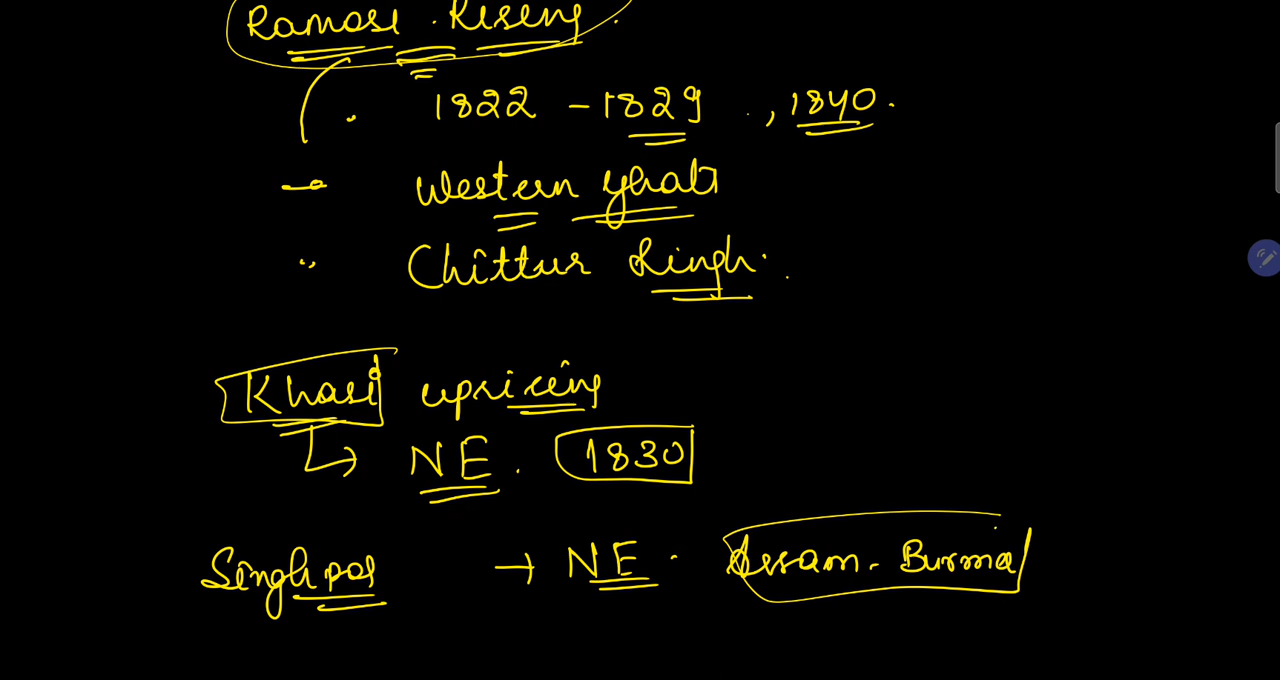 Ramosi Rising.
1822 - 1829 , 1840.
Western ghats
Chittur Singh.
Khasi uprising
NE. 1830
Singhpos → NE. Assam - Burma